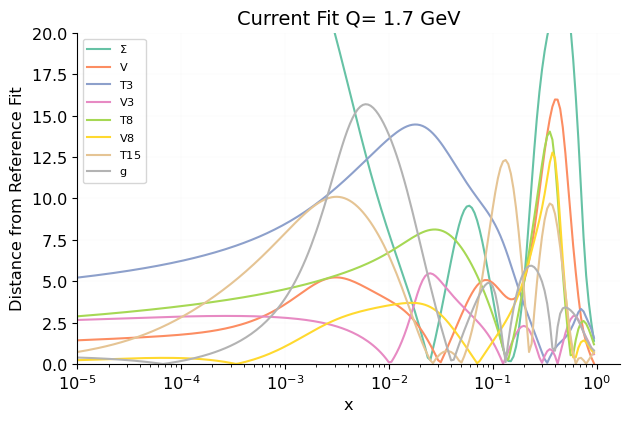 Current Fit Q= 1.7 GeV
Distance from Reference Fit
20.0
17.5
15.0
12.5
10.0
7.5
5.0
2.5
0.0
Σ
V
T3
V3
T8
V8
T15
g
10⁻⁵
10⁻⁴
10⁻³
10⁻²
10⁻¹
10⁰
x